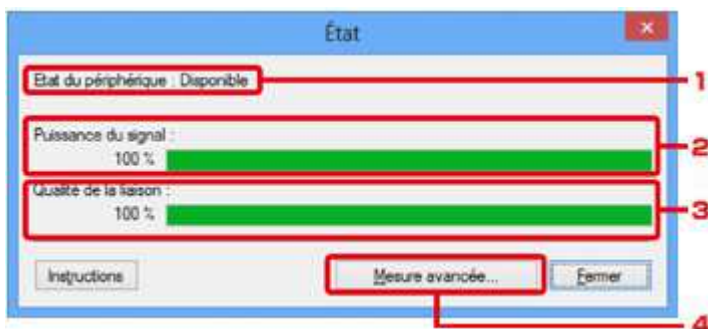 État
Etat du périphérique : Disponible
1
Puissance du signal :
100 %
2
Qualité de la liaison :
100 %
3
Instructions
Mesure avancée...
Fermer
4